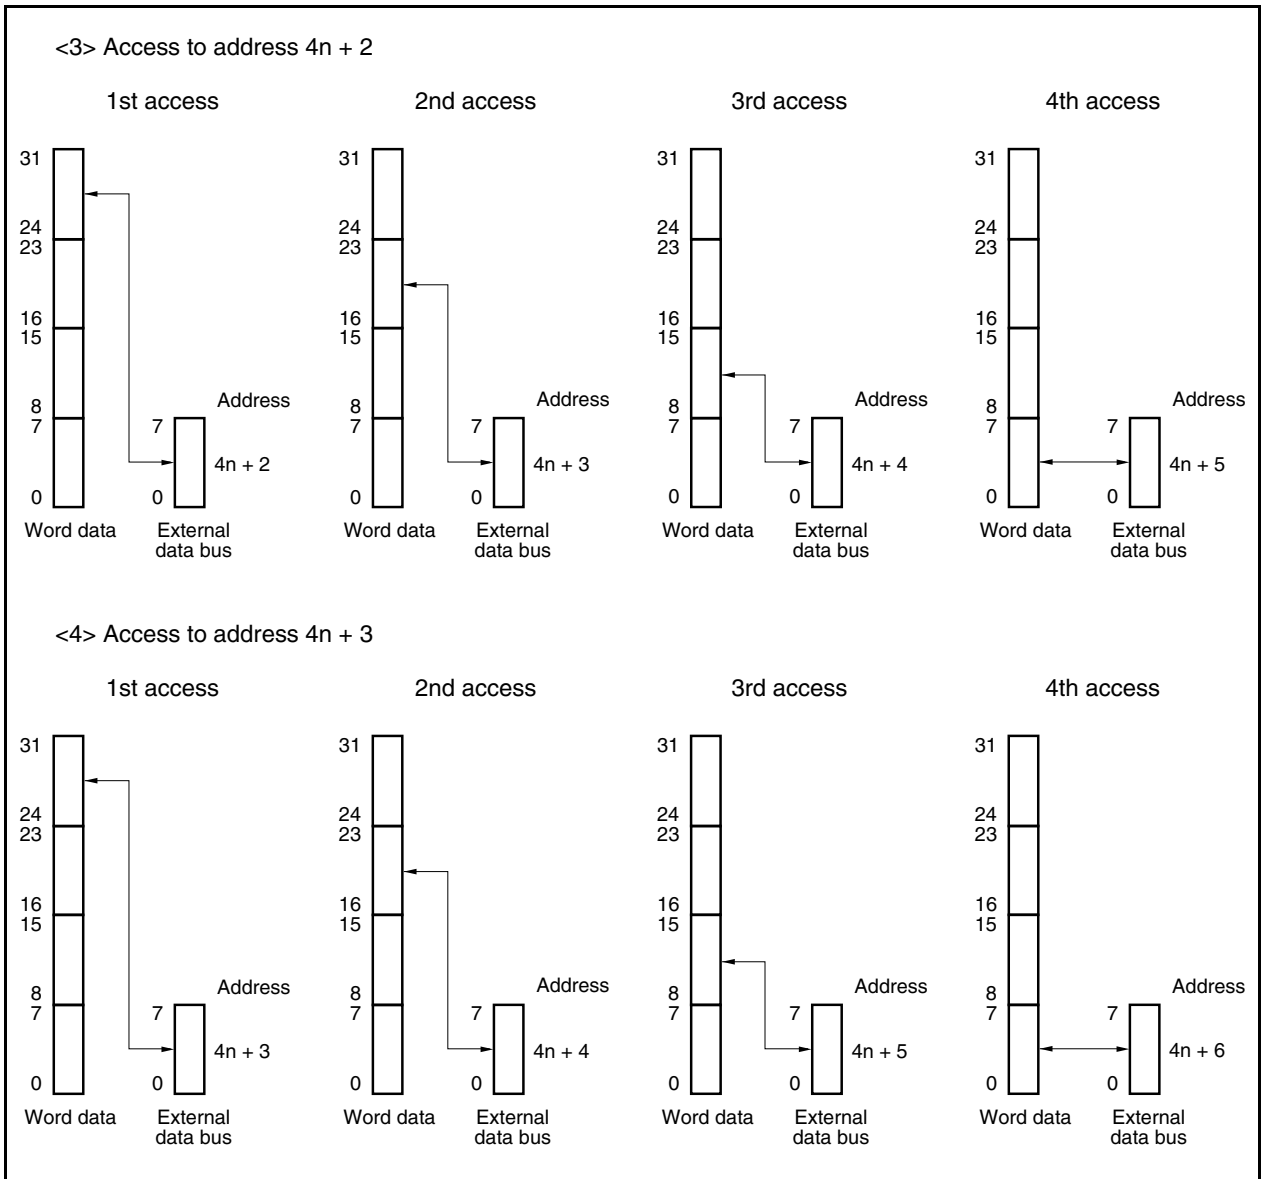 <3> Access to address 4n + 2
1st access
2nd access
3rd access
4th access
31
24
23
16
15
8
7
0
Word data
Address
7
4n + 2
0
External
data bus
31
24
23
16
15
8
7
0
Word data
Address
7
4n + 3
0
External
data bus
31
24
23
16
15
8
7
0
Word data
Address
7
4n + 4
0
External
data bus
31
24
23
16
15
8
7
0
Word data
Address
7
4n + 5
0
External
data bus
<4> Access to address 4n + 3
1st access
2nd access
3rd access
4th access
31
24
23
16
15
8
7
0
Word data
Address
7
4n + 3
0
External
data bus
31
24
23
16
15
8
7
0
Word data
Address
7
4n + 4
0
External
data bus
31
24
23
16
15
8
7
0
Word data
Address
7
4n + 5
0
External
data bus
31
24
23
16
15
8
7
0
Word data
Address
7
4n + 6
0
External
data bus